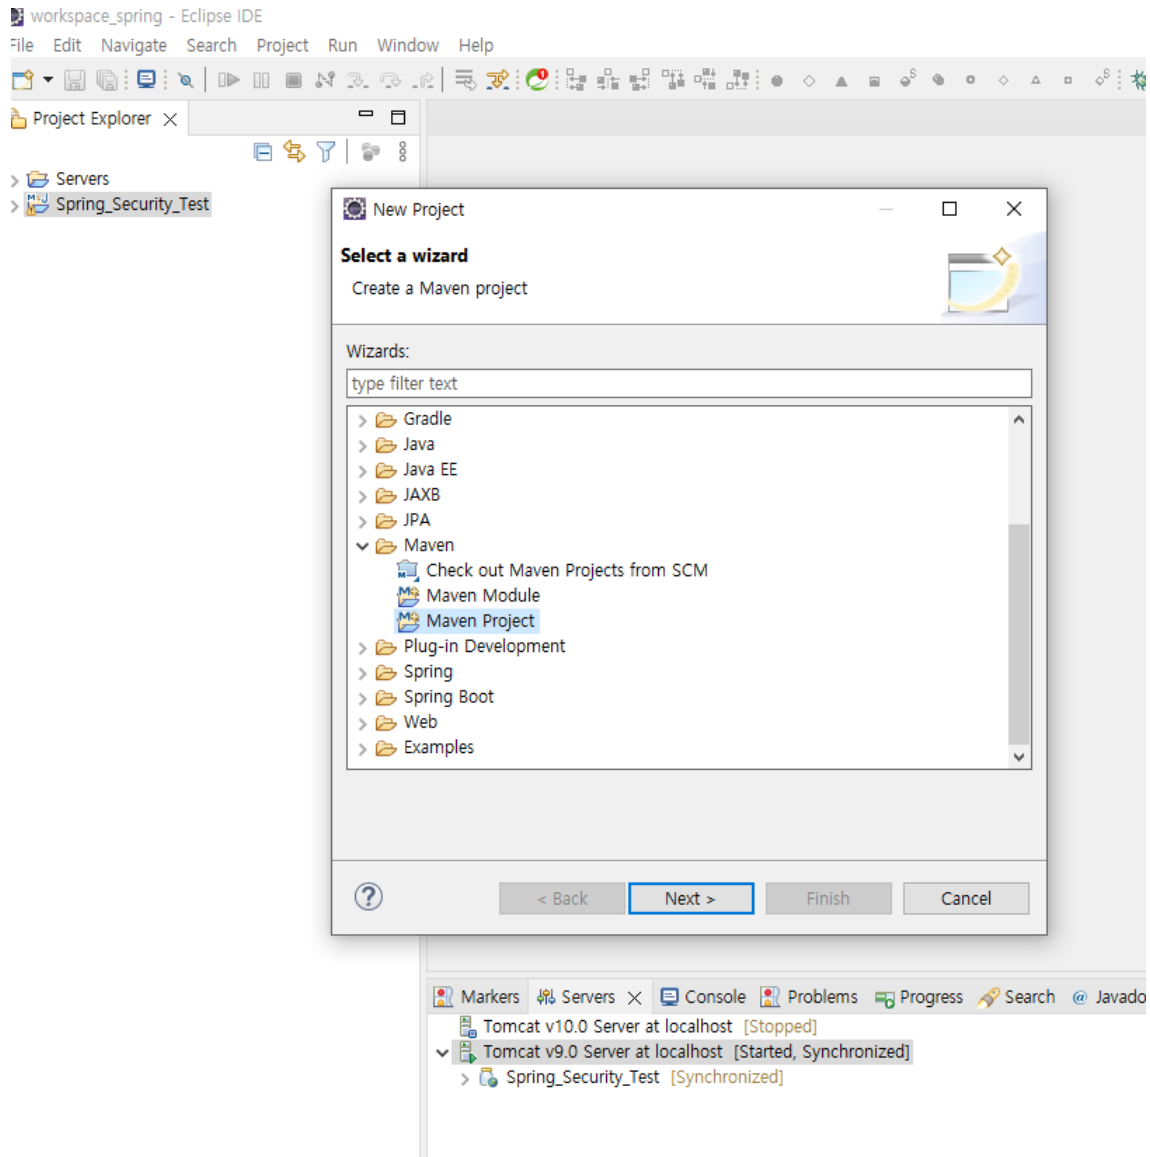 workspace_spring - Eclipse IDE
File Edit Navigate Search Project Run Window Help
Project Explorer
Servers
Spring_Security_Test
New Project
Select a wizard
Create a Maven project
Wizards:
type filter text
Gradle
Java
Java EE
JAXB
JPA
Maven
Check out Maven Projects from SCM
Maven Module
Maven Project
Plug-in Development
Spring
Spring Boot
Web
Examples
< Back Next > Finish Cancel
Markers Servers Console Problems Progress Search @ Javado
Tomcat v10.0 Server at localhost [Stopped]
Tomcat v9.0 Server at localhost [Started, Synchronized]
Spring_Security_Test [Synchronized]